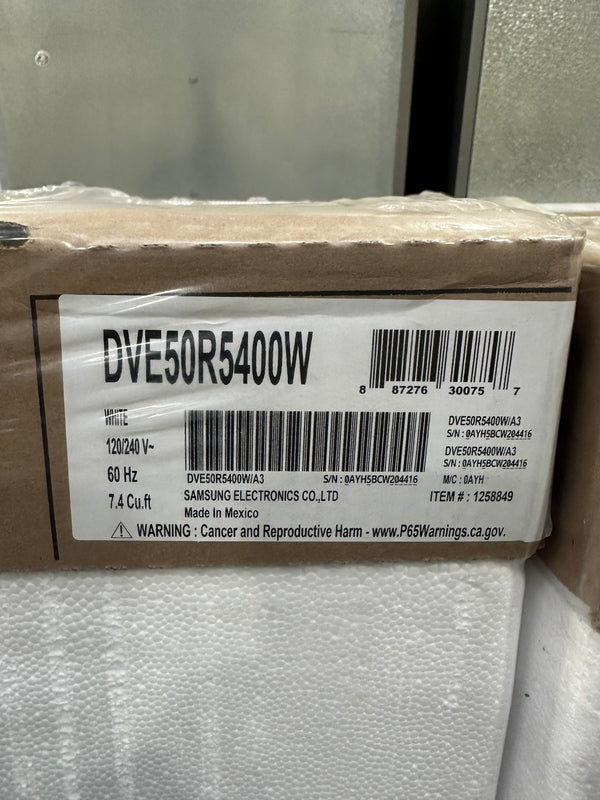 DVE50R5400W
8 87276 30075 7
WHITE
120/240 V~
60 Hz
7.4 Cu.ft
DVE50R5400W/A3 S/N : 0AYH5BCW204416
SAMSUNG ELECTRONICS CO.,LTD
Made In Mexico
DVE50R5400W/A3
S/N : 0AYH5BCW204416
DVE50R5400W/A3
S/N : 0AYH5BCW204416
M/C : 0AYH
ITEM # : 1258849
WARNING : Cancer and Reproductive Harm - www.P65Warnings.ca.gov.